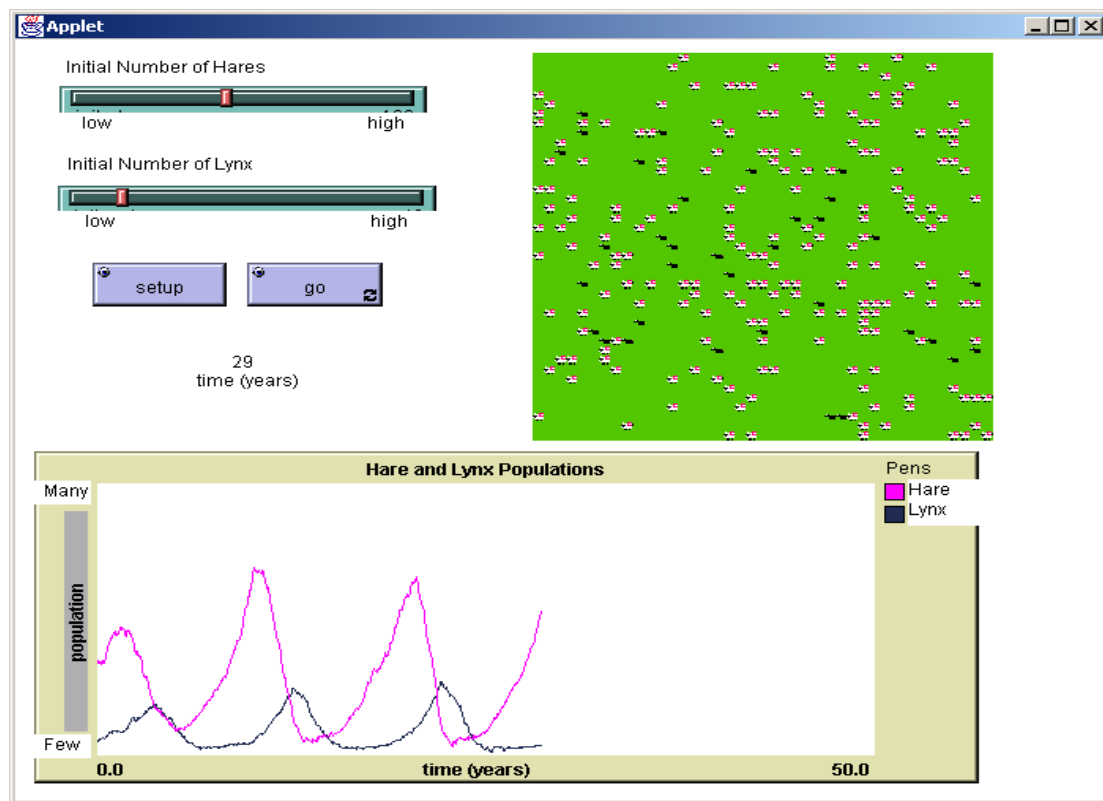 Applet
Initial Number of Hares
low high
Initial Number of Lynx
low high
setup go
29
time (years)
Hare and Lynx Populations
Pens
Many
Hare
Lynx
population
Few
0.0 time (years) 50.0